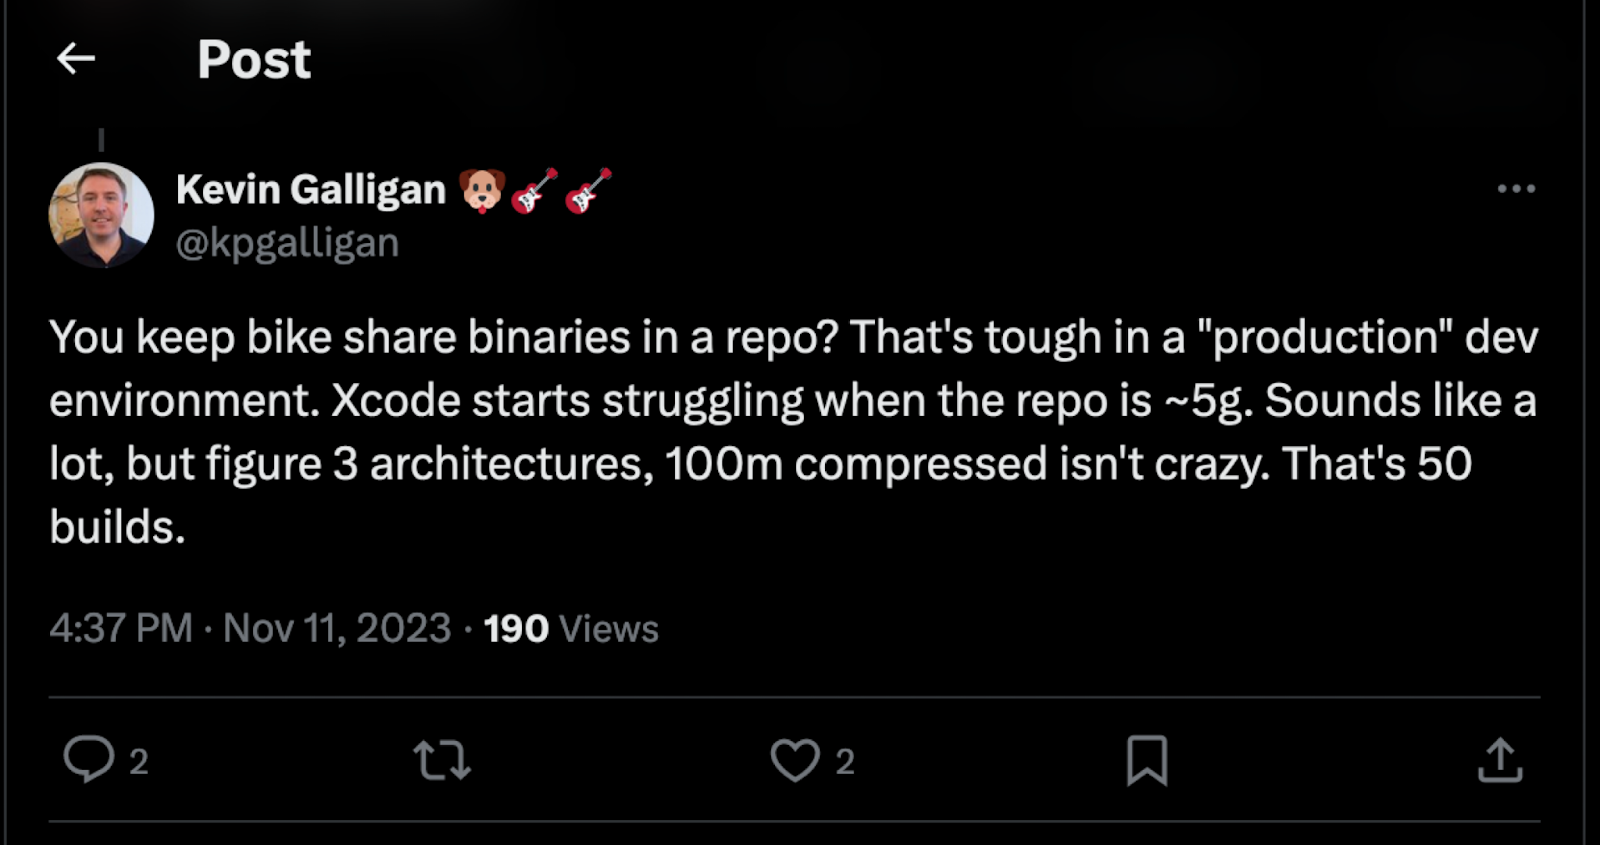 Post
Kevin Galligan 🐶🎸🎸
@kpgalligan
You keep bike share binaries in a repo? That's tough in a "production" dev
environment. Xcode starts struggling when the repo is ~5g. Sounds like a
lot, but figure 3 architectures, 100m compressed isn't crazy. That's 50
builds.
4:37 PM · Nov 11, 2023 · 190 Views
2 2